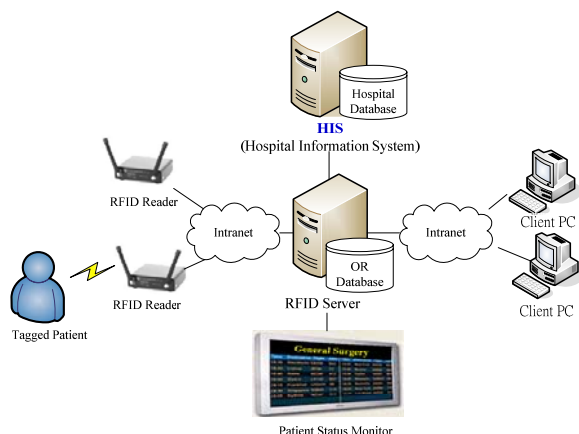 Hospital
Database
HIS
(Hospital Information System)
RFID Reader
Intranet
Intranet
Client PC
OR
Database
RFID Server
RFID Reader
Client PC
Tagged Patient
General Surgery
Patient Status Monitor